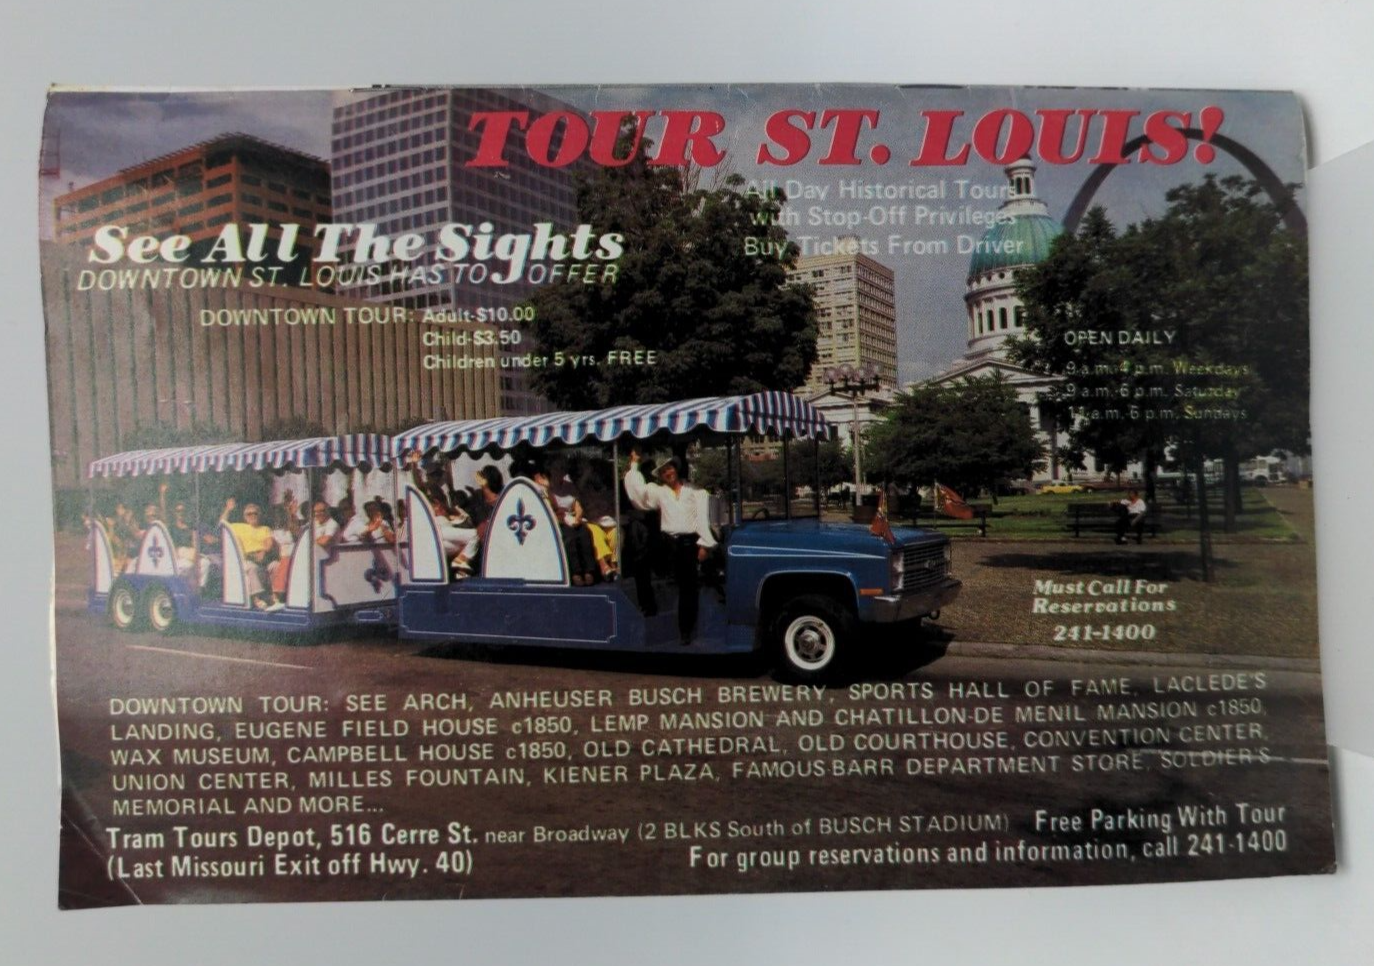 TOUR ST. LOUIS!
All Day Historical Tours
with Stop-Off Privileges
Buy Tickets From Driver
See All The Sights
DOWNTOWN ST. LOUIS HAS TO OFFER
DOWNTOWN TOUR: Adult-$10.00
Child-$3.50
Children under 5 yrs. FREE
OPEN DAILY
9 a.m. 4 p.m. Weekdays
9 a.m. 6 p.m. Saturday
11 a.m. 6 p.m. Sundays
Must Call For
Reservations
241-1400
DOWNTOWN TOUR: SEE ARCH, ANHEUSER BUSCH BREWERY, SPORTS HALL OF FAME, LACLEDE'S
LANDING, EUGENE FIELD HOUSE c1850, LEMP MANSION AND CHATILLON-DE MENIL MANSION c1850,
WAX MUSEUM, CAMPBELL HOUSE c1850, OLD CATHEDRAL, OLD COURTHOUSE, CONVENTION CENTER,
UNION CENTER, MILLES FOUNTAIN, KIENER PLAZA, FAMOUS-BARR DEPARTMENT STORE, SOLDIER'S
MEMORIAL AND MORE...
Tram Tours Depot, 516 Cerre St. near Broadway (2 BLKS South of BUSCH STADIUM) Free Parking With Tour
(Last Missouri Exit off Hwy. 40) For group reservations and information, call 241-1400